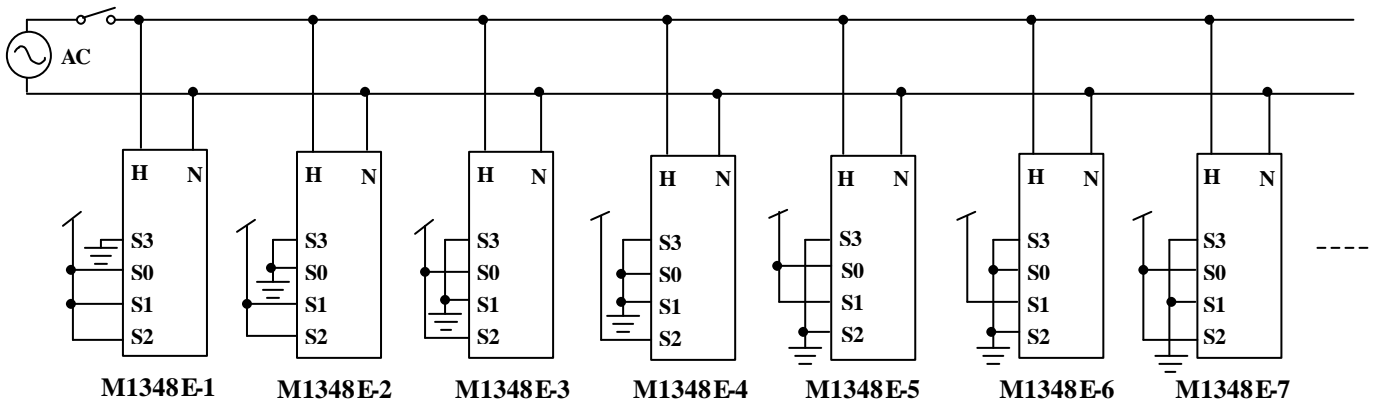 AC
H N H N H N H N H N H N H N
S3 S3 S3 S3 S3 S3 S3
S0 S0 S0 S0 S0 S0 S0
S1 S1 S1 S1 S1 S1 S1
S2 S2 S2 S2 S2 S2 S2
M1348E-1 M1348E-2 M1348E-3 M1348E-4 M1348E-5 M1348E-6 M1348E-7